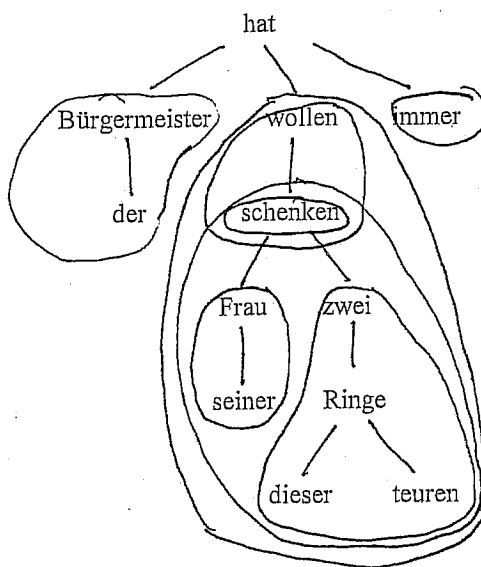 hat
Bürgermeister wollen immer
der schenken
Frau zwei
seiner Ringe
dieser teuren